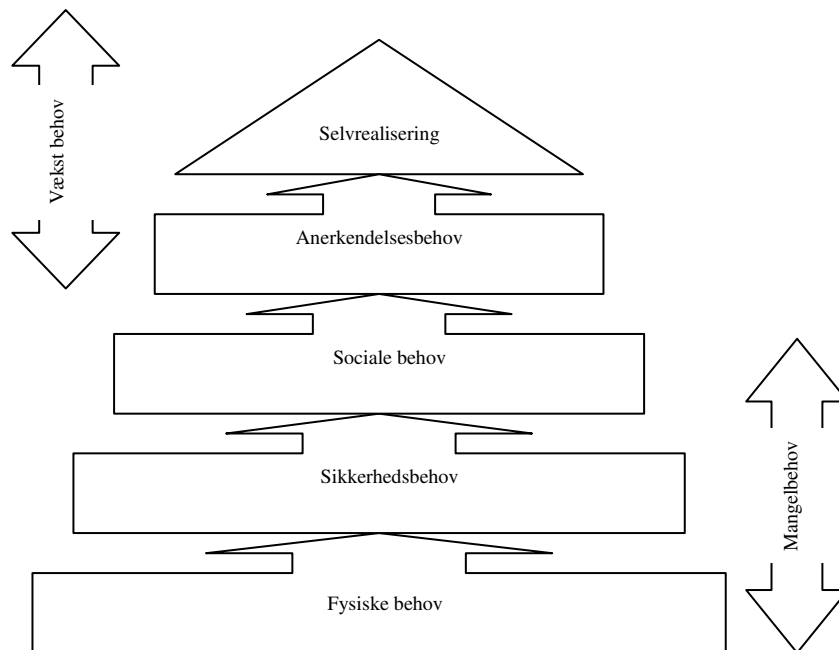 Selvrealisering
Vækst behov
Anerkendelsesbehov
Sociale behov
Sikkerhedsbehov
Mangelbehov
Fysiske behov